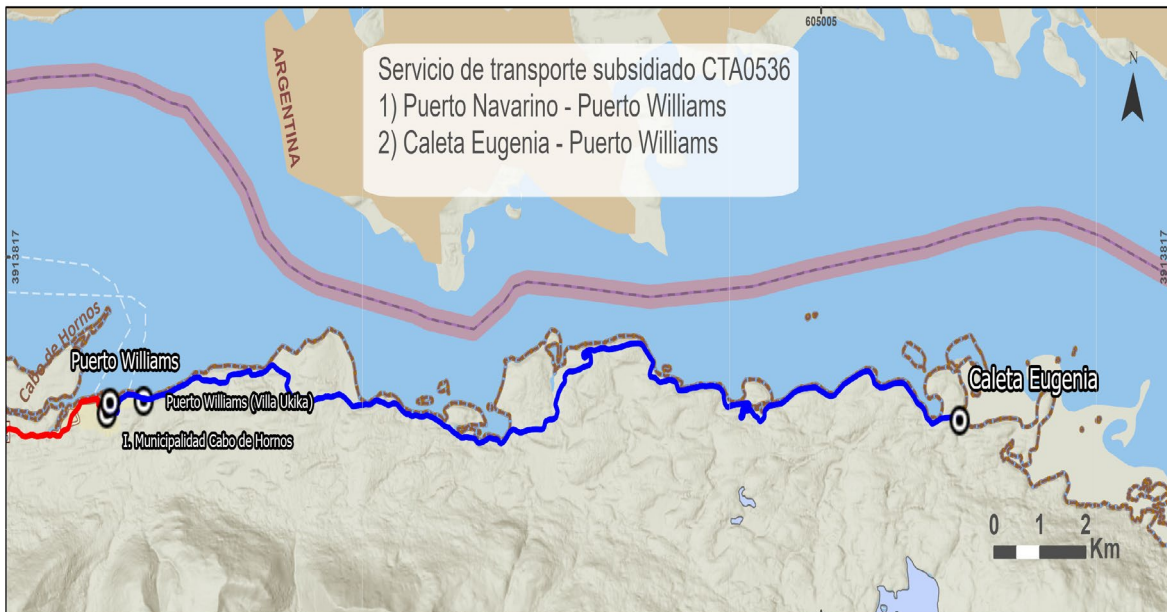 605005
N
ARGENTINA
Servicio de transporte subsidiado CTA0536
1) Puerto Navarino - Puerto Williams
2) Caleta Eugenia - Puerto Williams
3913817
3913817
Cabo de Hornos
Puerto Williams
Caleta Eugenia
Puerto Williams (Villa Ukika)
I. Municipalidad Cabo de Hornos
0 1 2
Km